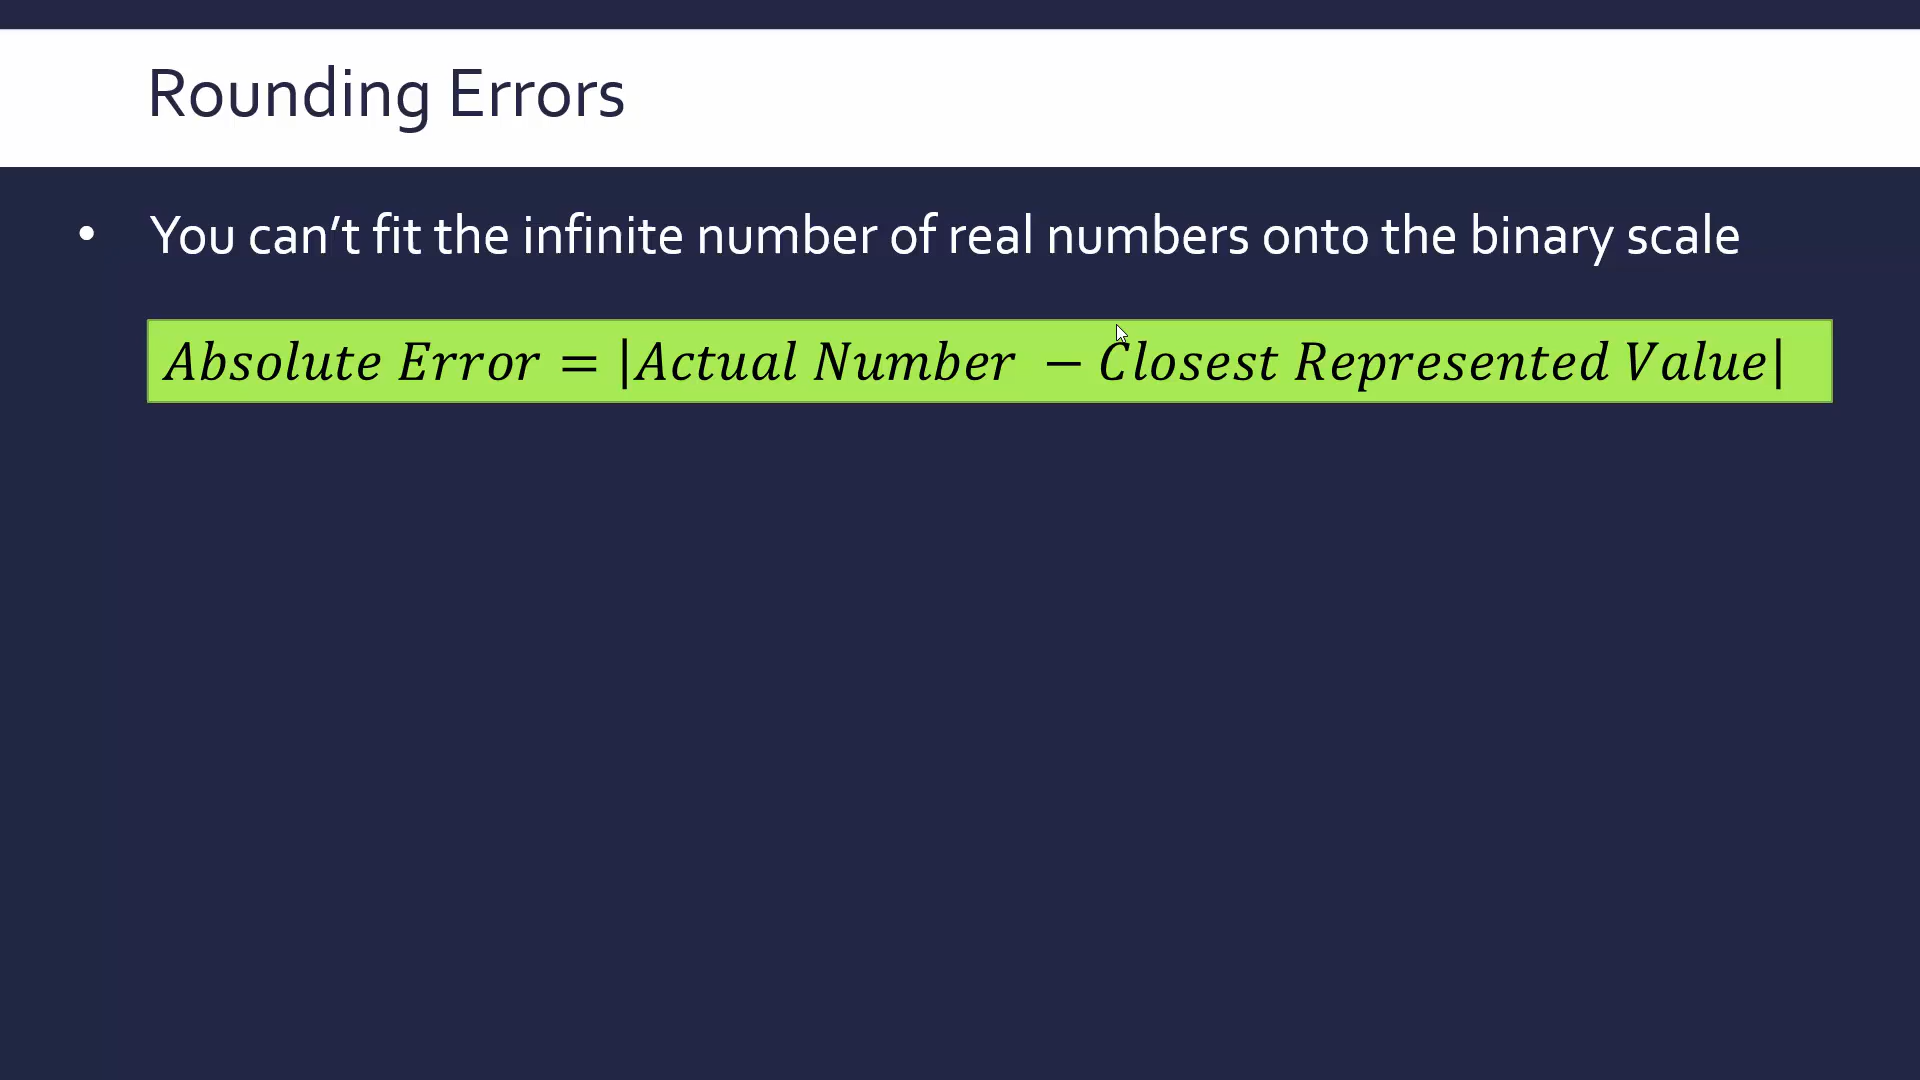 Rounding Errors
• You can’t fit the infinite number of real numbers onto the binary scale
Absolute Error = |Actual Number − Closest Represented Value|